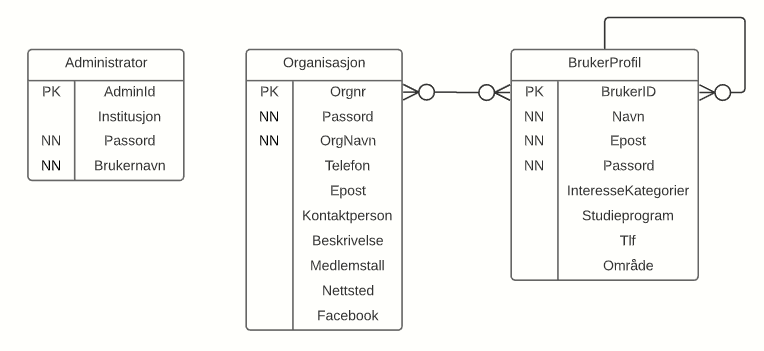 Administrator
PK AdminId
Institusjon
NN Passord
NN Brukernavn
Organisasjon
PK Orgnr
NN Passord
NN OrgNavn
Telefon
Epost
Kontaktperson
Beskrivelse
Medlemstall
Nettsted
Facebook
BrukerProfil
PK BrukerID
NN Navn
NN Epost
NN Passord
InteresseKategorier
Studieprogram
Tlf
Område